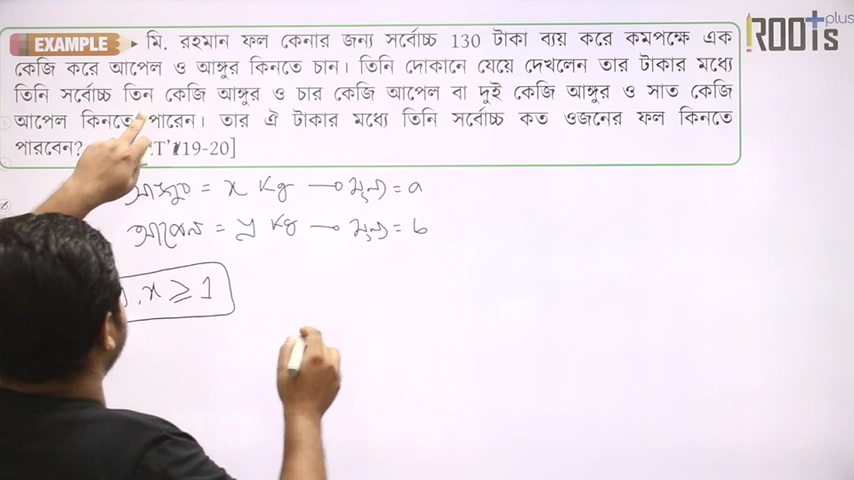 EXAMPLE মি. রহমান ফল কেনার জন্য সর্বোচ্চ 130 টাকা ব্যয় করে কমপক্ষে এক
কেজি করে আপেল ও আঙ্গুর কিনতে চান। তিনি দোকানে যেয়ে দেখলেন তার টাকার মধ্যে
তিনি সর্বোচ্চ তিন কেজি আঙ্গুর ও চার কেজি আপেল বা দুই কেজি আঙ্গুর ও সাত কেজি
আপেল কিনতে পারেন। তার ঐ টাকার মধ্যে তিনি সর্বোচ্চ কত ওজনের ফল কিনতে
পারবেন? T' 19-20]
ROOTs plus
= x Kg → মূল্য = a
আপেল = y Kg → মূল্য = b
, x ≥ 1